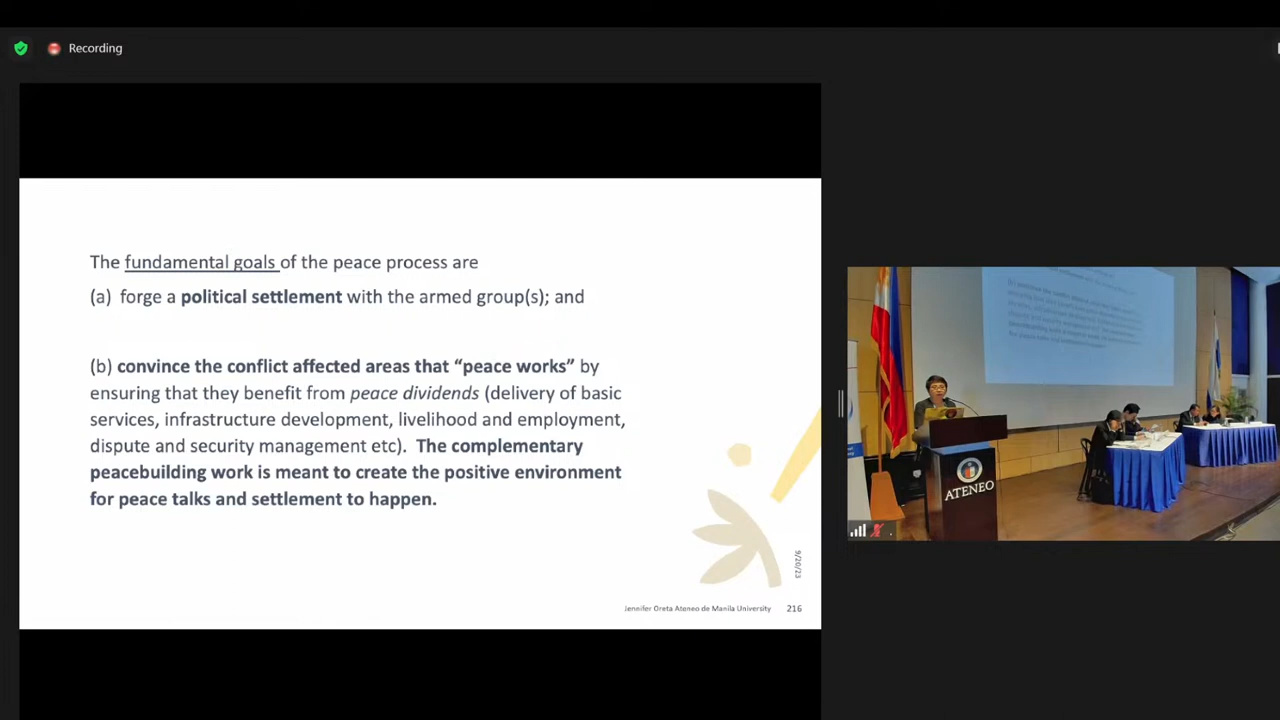 Recording
The fundamental goals of the peace process are
(a) forge a political settlement with the armed group(s); and
(b) convince the conflict affected areas that “peace works” by
ensuring that they benefit from peace dividends (delivery of basic
services, infrastructure development, livelihood and employment,
dispute and security management etc). The complementary
peacebuilding work is meant to create the positive environment
for peace talks and settlement to happen.
9/20/23
Jennifer Oreta Ateneo de Manila University 216
ATENEO